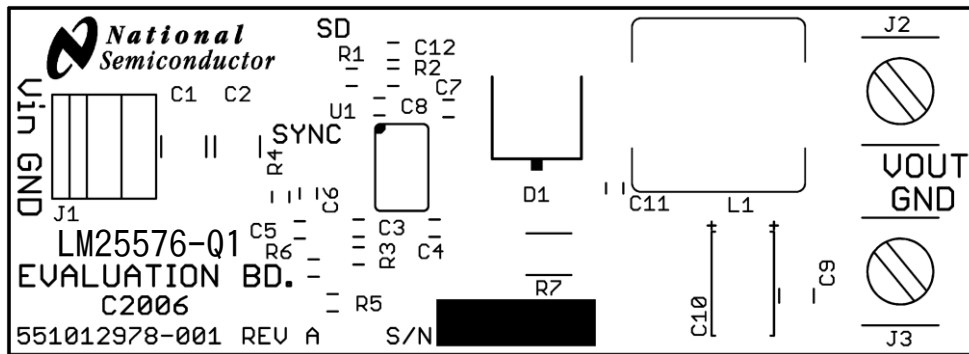 National
Semiconductor
SD
R1
C12
R2
C7
C8
U1
J2
Vin GND
C1 C2
SYNC
R4
C6
D1
C11
L1
VOUT
GND
J1
C5
R6
C3
R3
C4
LM25576-Q1
EVALUATION BD.
C2006
551012978-001 REV A
R5
S/N
R7
C10
C9
J3